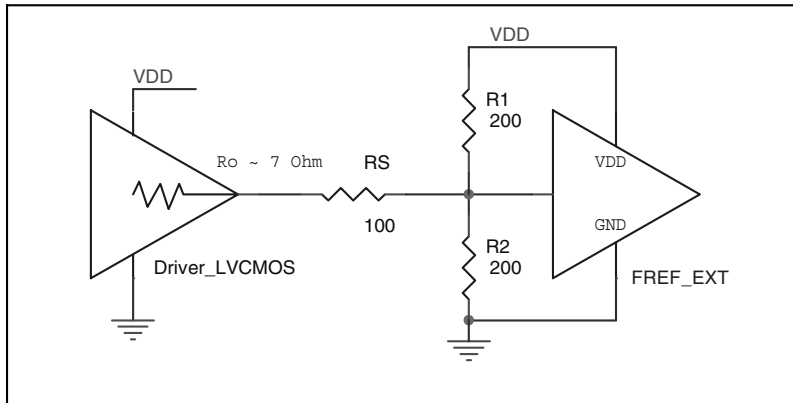 VDD
VDD
R1
200
Ro ~ 7 Ohm
RS
VDD
100
GND
R2
200
Driver_LVCMOS
FREF_EXT